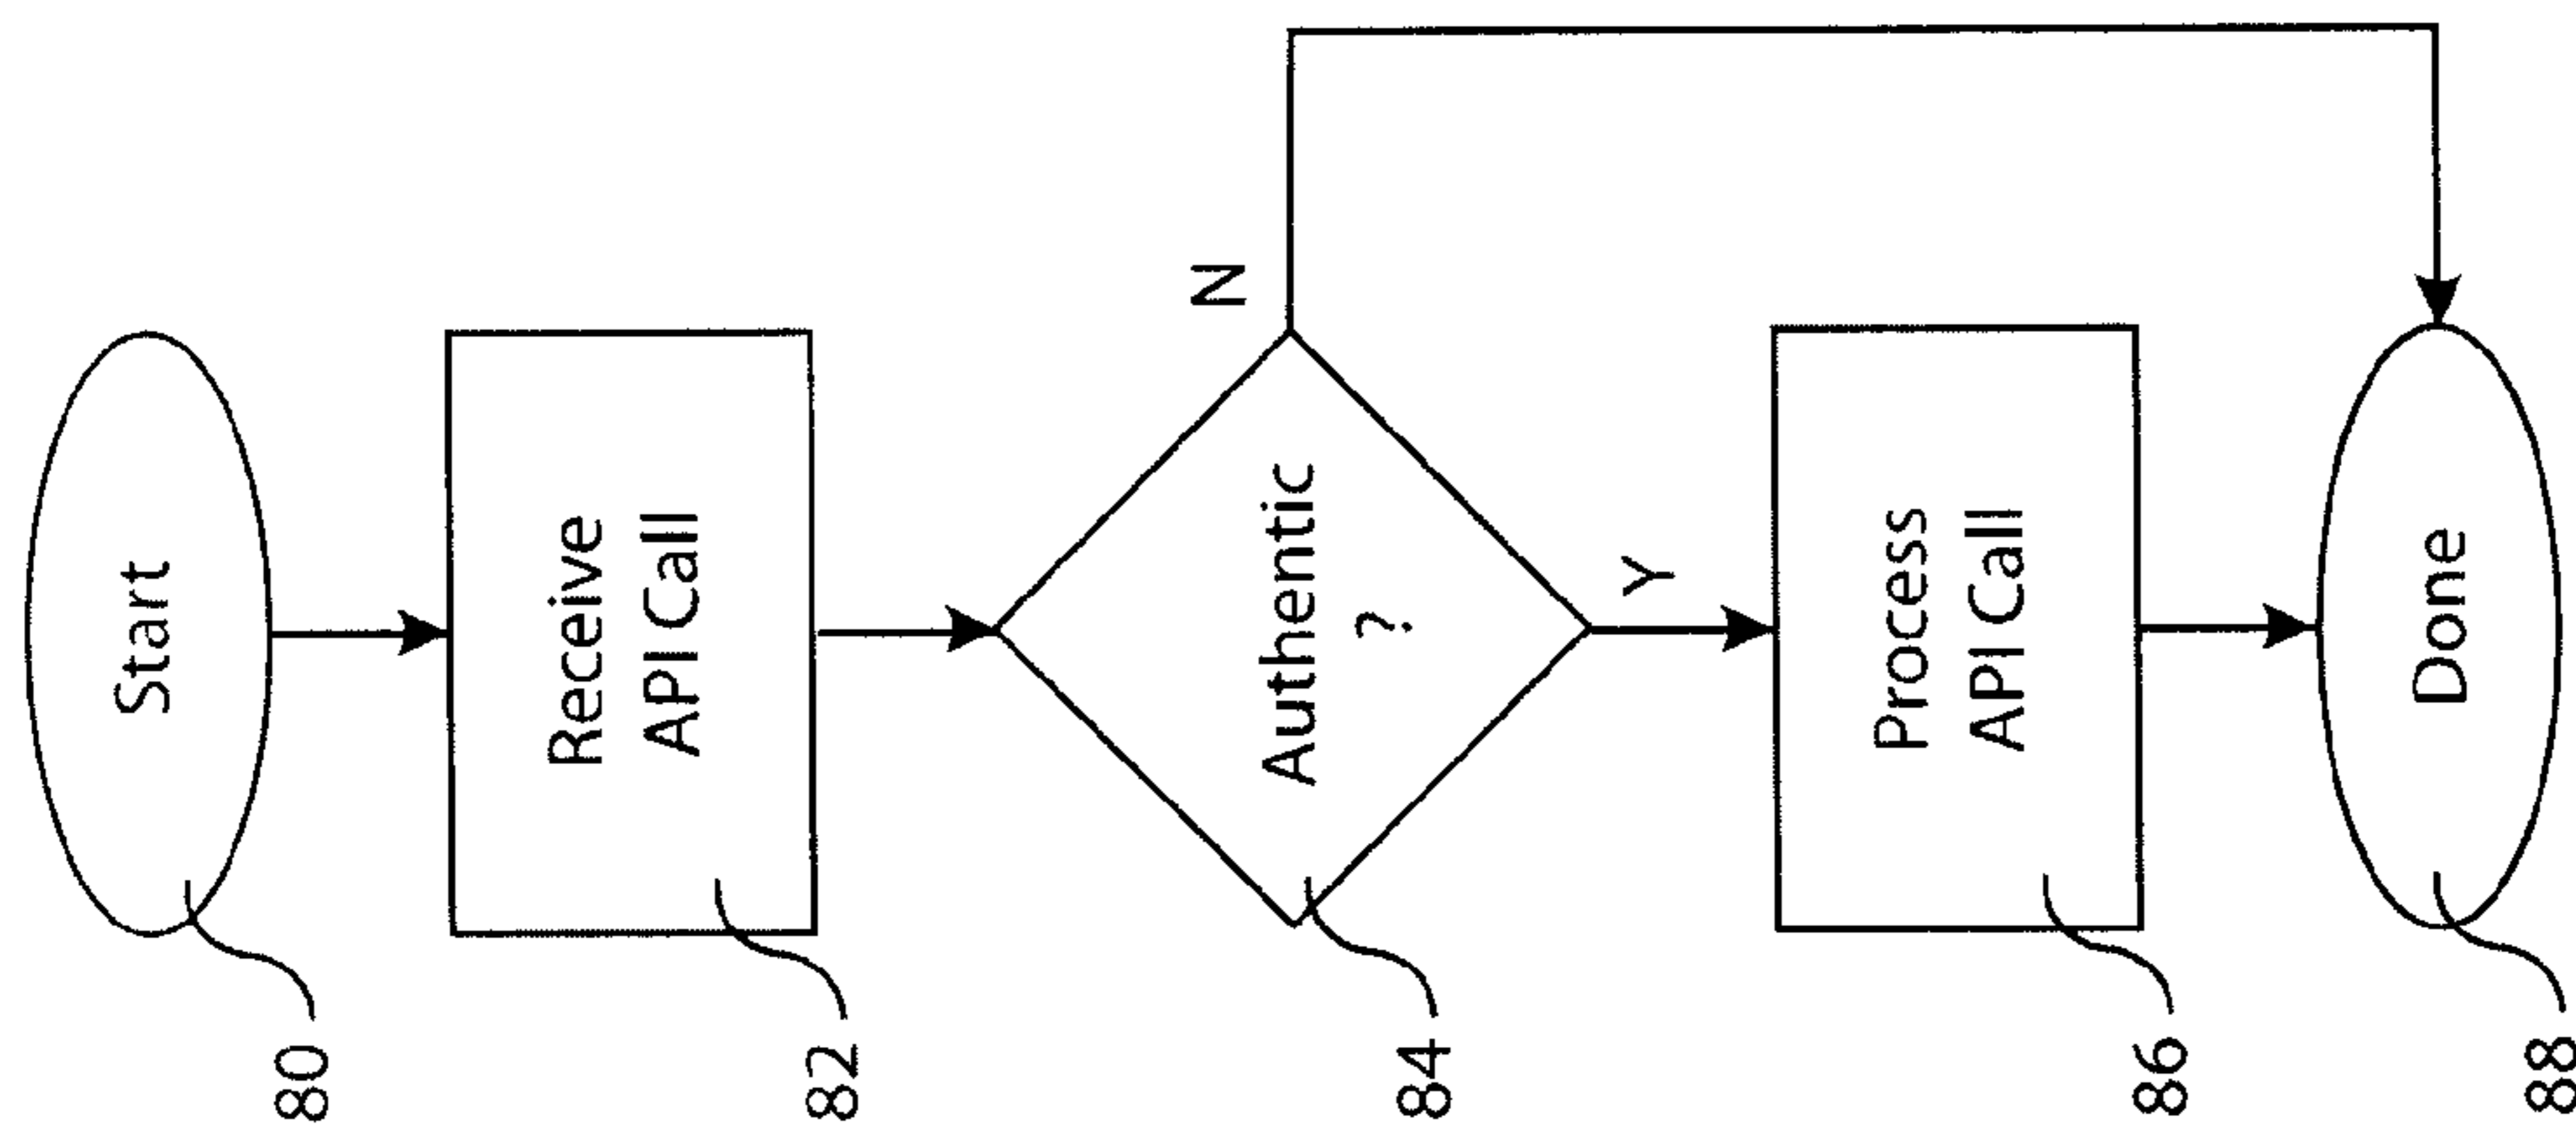 Start
80
Receive
API Call
82
Authentic
?
84
N
Y
Process
API Call
86
Done
88